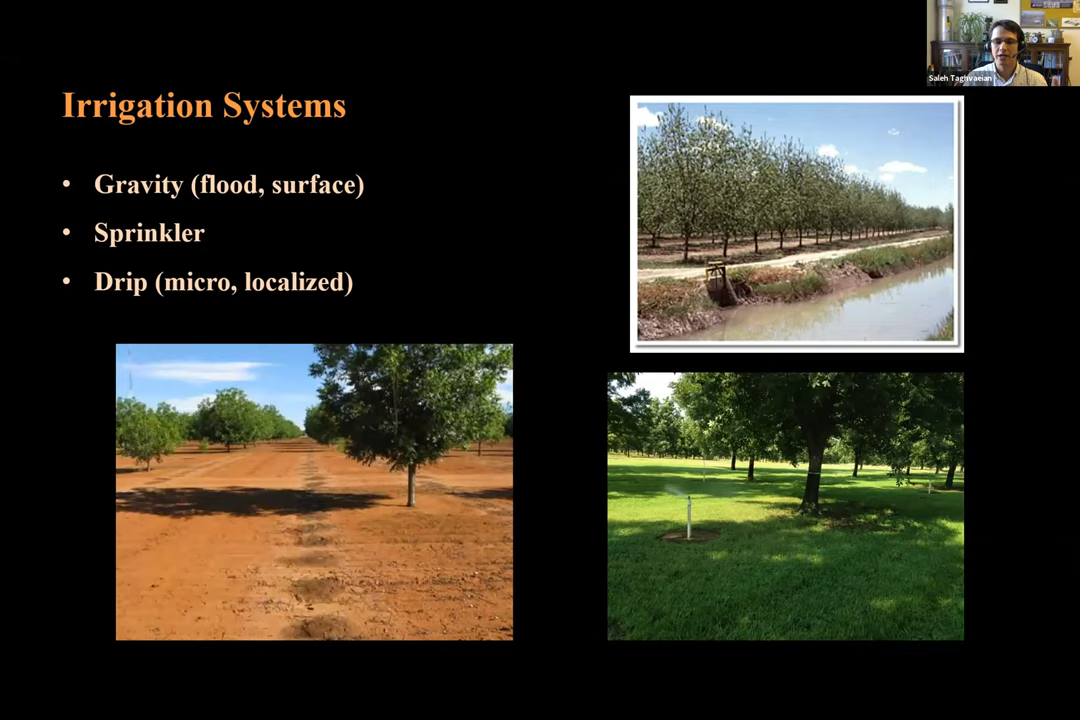 Saleh Taghvaeian
Irrigation Systems
• Gravity (flood, surface)
• Sprinkler
• Drip (micro, localized)